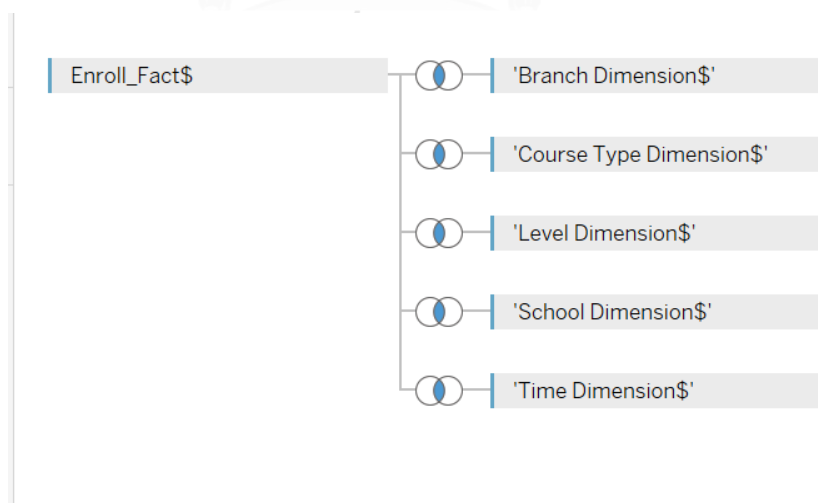 Enroll_Fact$
'Branch Dimension$'
'Course Type Dimension$'
'Level Dimension$'
'School Dimension$'
'Time Dimension$'